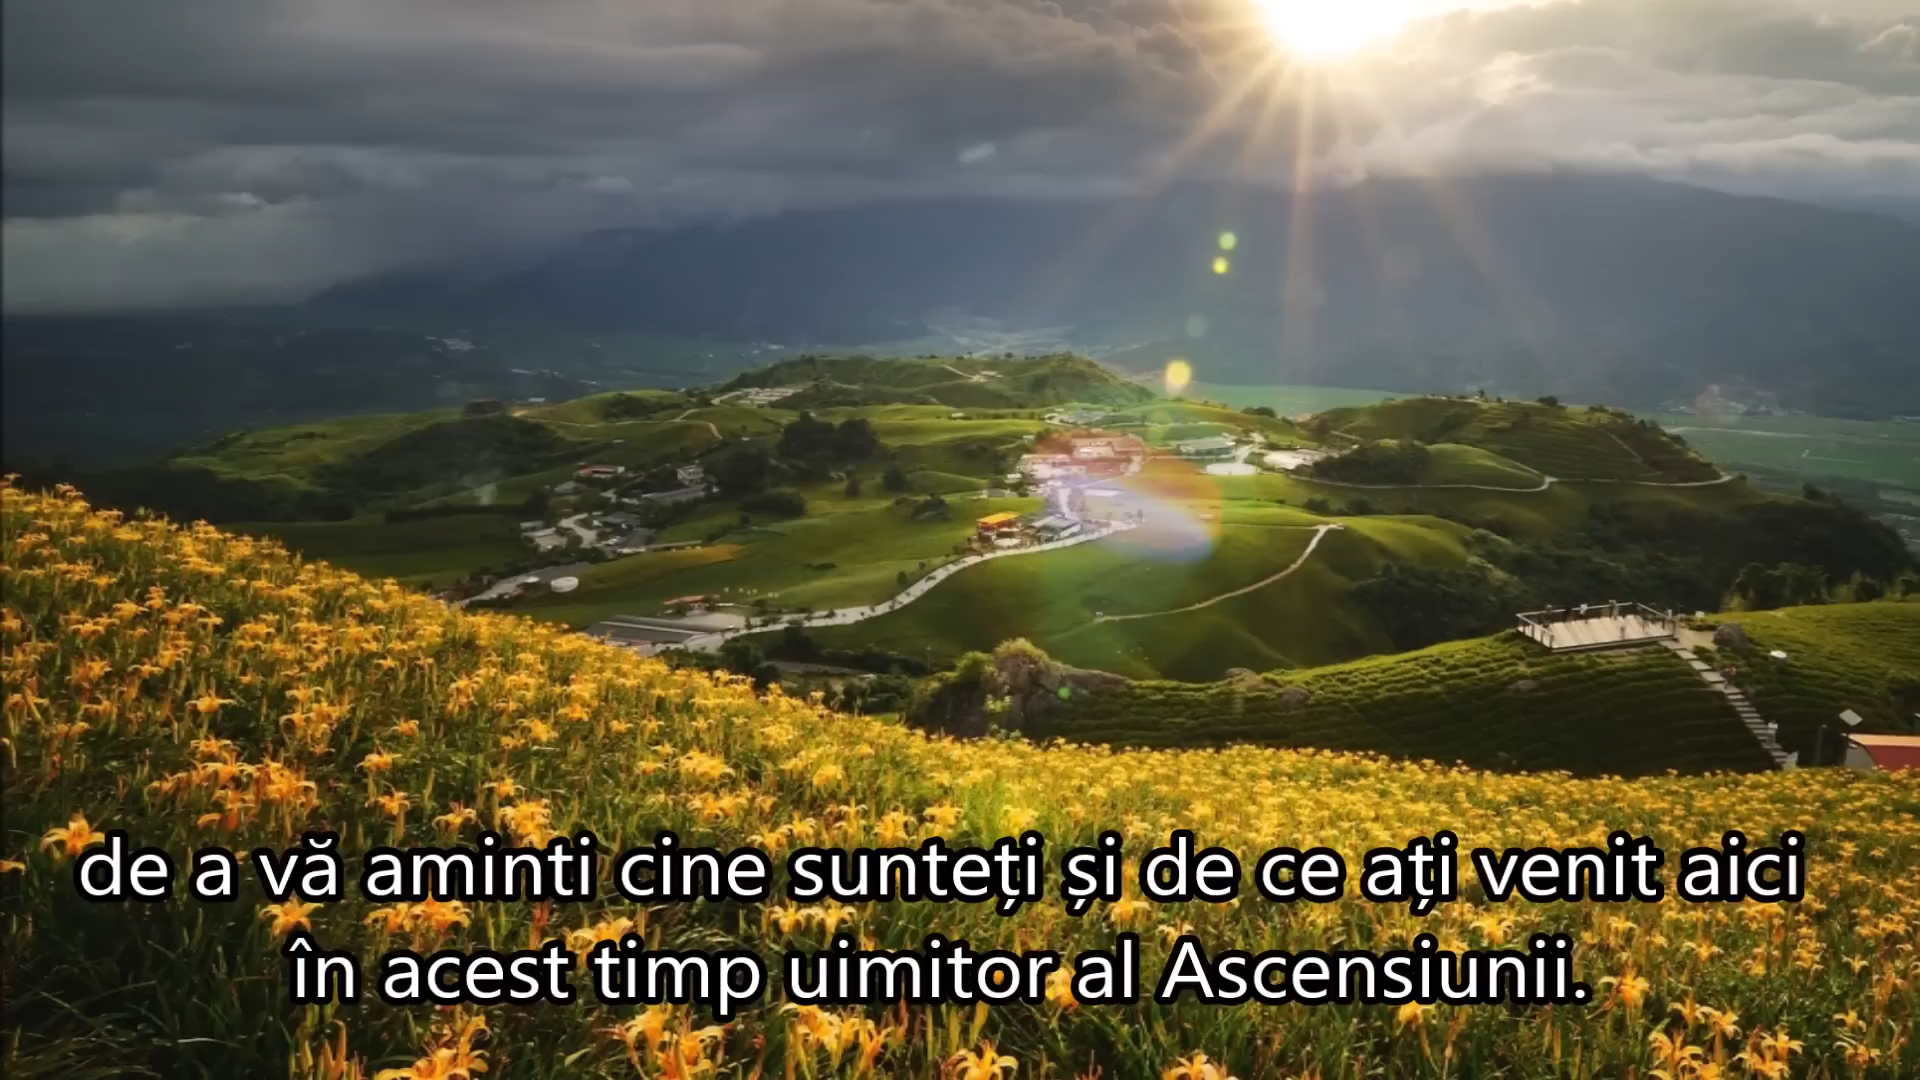 de a vă aminti cine sunteți și de ce ați venit aici
în acest timp uimitor al Ascensiunii.